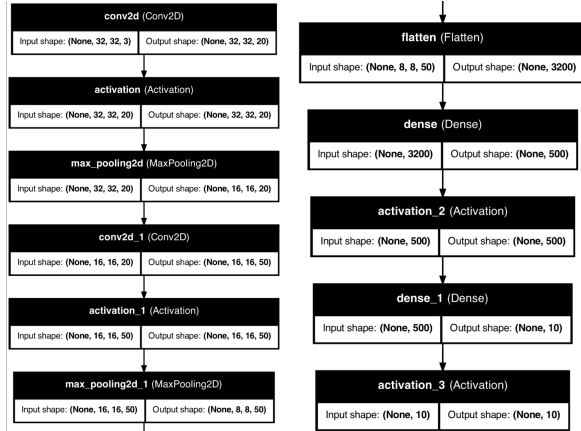 conv2d (Conv2D)
Input shape: (None, 32, 32, 3) Output shape: (None, 32, 32, 20)
activation (Activation)
Input shape: (None, 32, 32, 20) Output shape: (None, 32, 32, 20)
max_pooling2d (MaxPooling2D)
Input shape: (None, 32, 32, 20) Output shape: (None, 16, 16, 20)
conv2d_1 (Conv2D)
Input shape: (None, 16, 16, 20) Output shape: (None, 16, 16, 50)
activation_1 (Activation)
Input shape: (None, 16, 16, 50) Output shape: (None, 16, 16, 50)
max_pooling2d_1 (MaxPooling2D)
Input shape: (None, 16, 16, 50) Output shape: (None, 8, 8, 50)
flatten (Flatten)
Input shape: (None, 8, 8, 50) Output shape: (None, 3200)
dense (Dense)
Input shape: (None, 3200) Output shape: (None, 500)
activation_2 (Activation)
Input shape: (None, 500) Output shape: (None, 500)
dense_1 (Dense)
Input shape: (None, 500) Output shape: (None, 10)
activation_3 (Activation)
Input shape: (None, 10) Output shape: (None, 10)